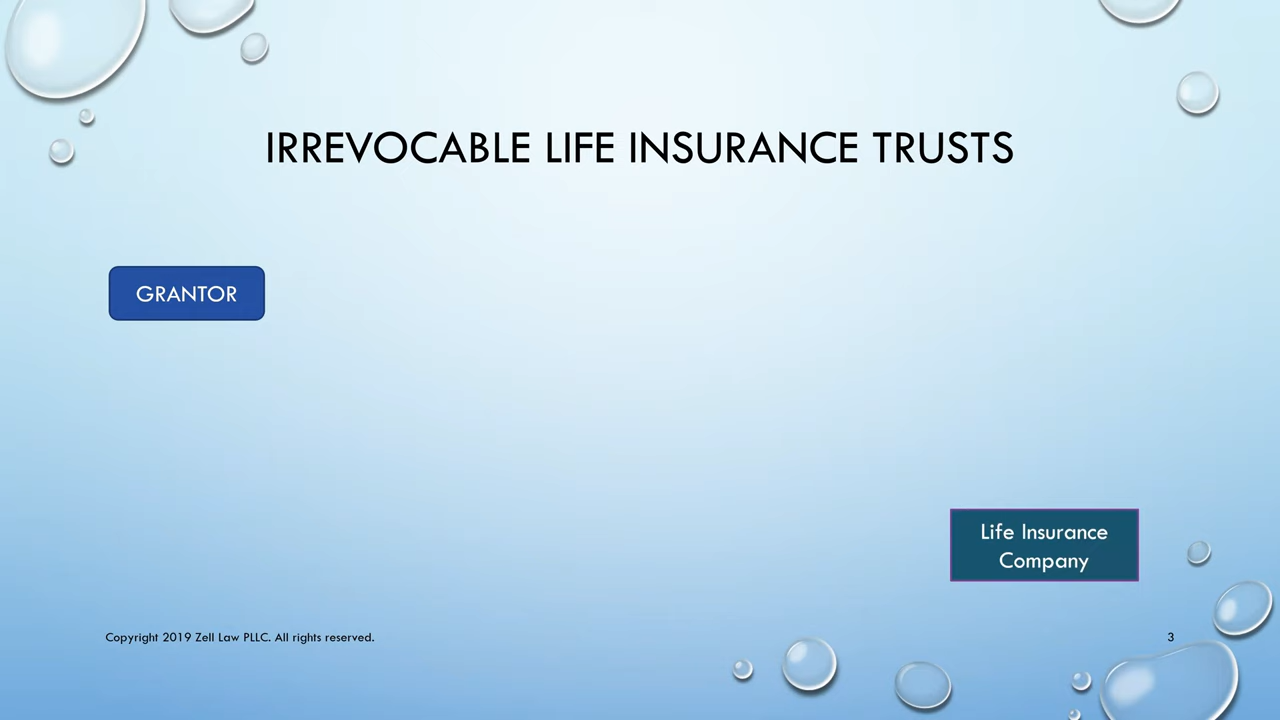 IRREVOCABLE LIFE INSURANCE TRUSTS
GRANTOR
Life Insurance
Company
Copyright 2019 Zell Law PLLC. All rights reserved.
3